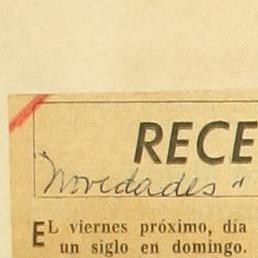 RECE
Novedades "
EL viernes próximo, día
un siglo en domingo.